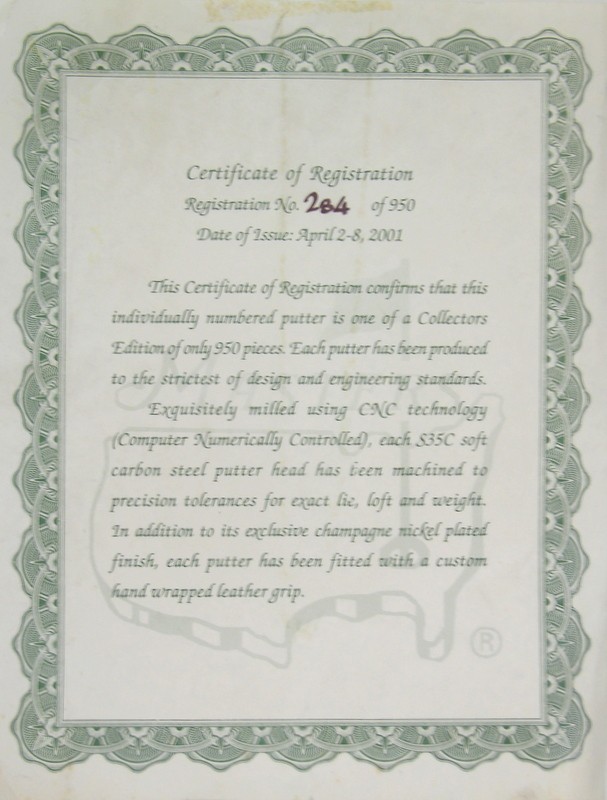 Certificate of Registration
Registration No. 284 of 950
Date of Issue: April 2-8, 2001
This Certificate of Registration confirms that this
individually numbered putter is one of a Collectors
Edition of only 950 pieces. Each putter has been produced
to the strictest of design and engineering standards.
Exquisitely milled using CNC technology
(Computer Numerically Controlled), each S35C soft
carbon steel putter head has been machined to
precision tolerances for exact lie, loft and weight.
In addition to its exclusive champagne nickel plated
finish, each putter has been fitted with a custom
hand wrapped leather grip.
Masters
®